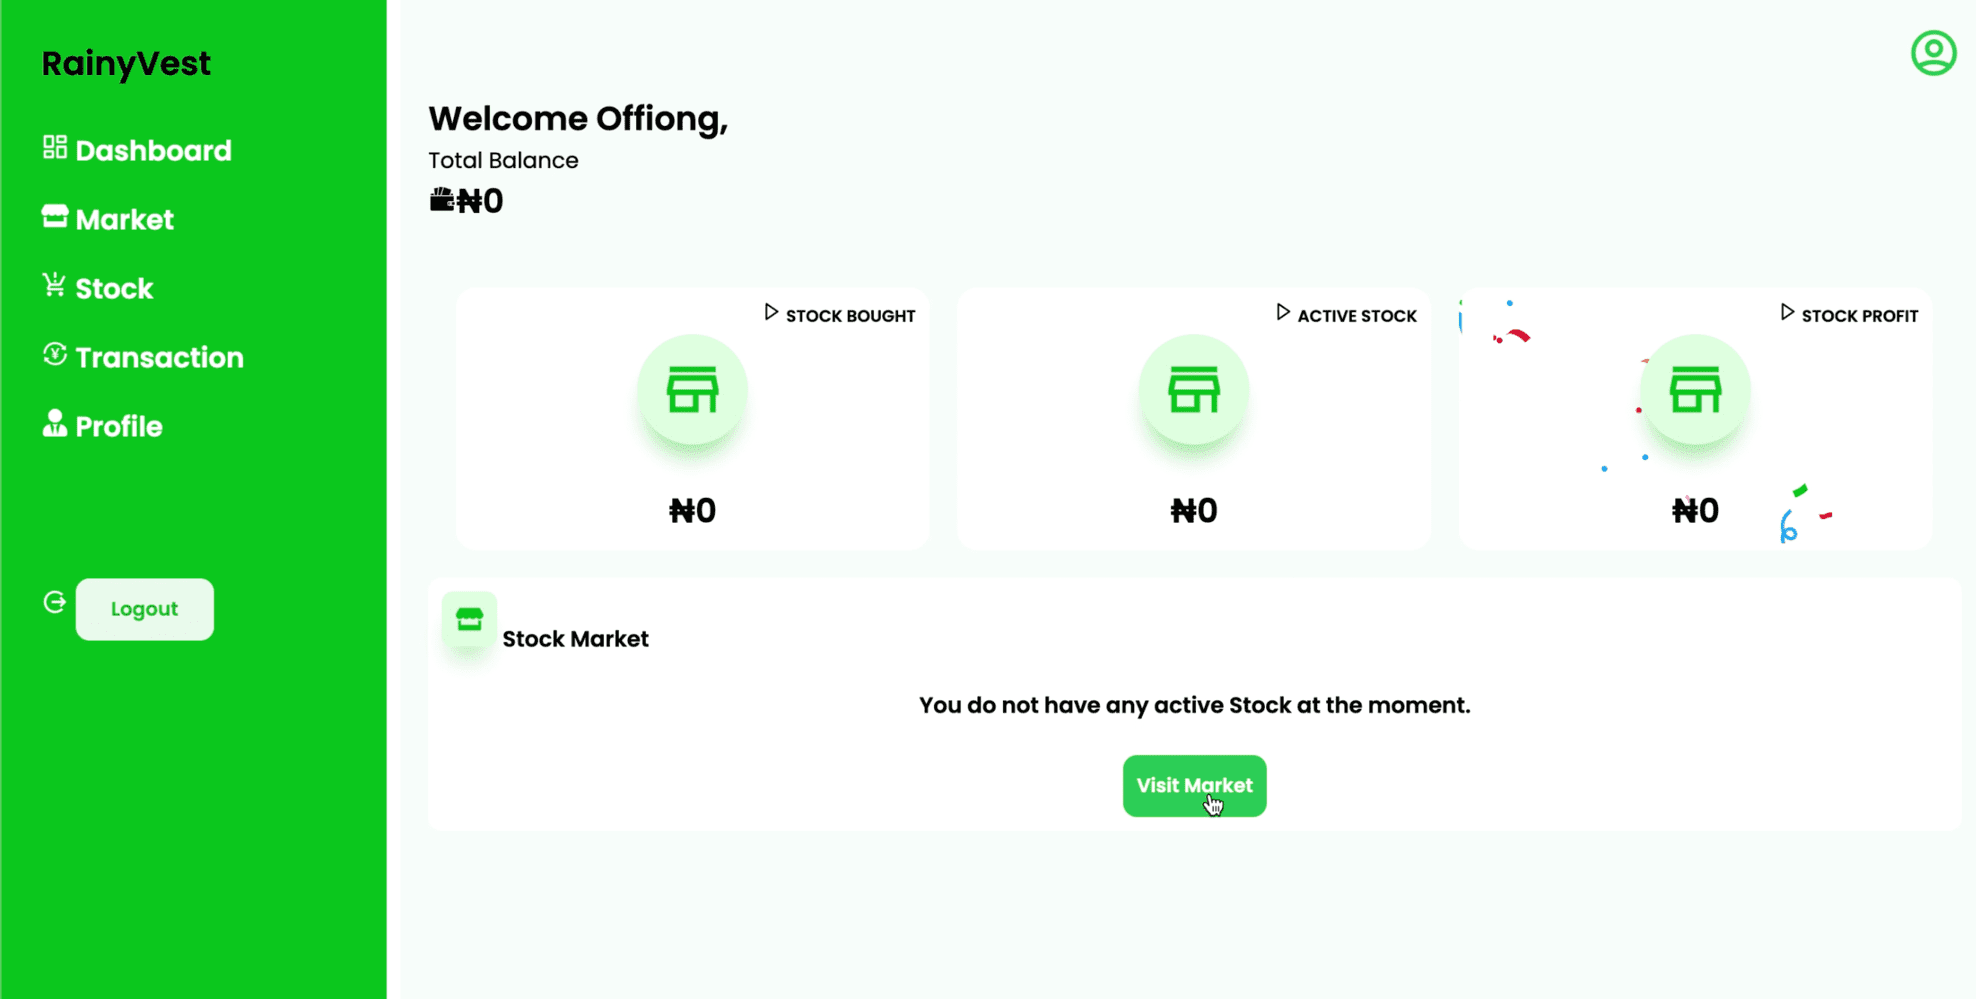 RainyVest
Dashboard
Market
Stock
Transaction
Profile
Logout
Welcome Offiong,
Total Balance
₦0
STOCK BOUGHT
₦0
ACTIVE STOCK
₦0
STOCK PROFIT
₦0
Stock Market
You do not have any active Stock at the moment.
Visit Market